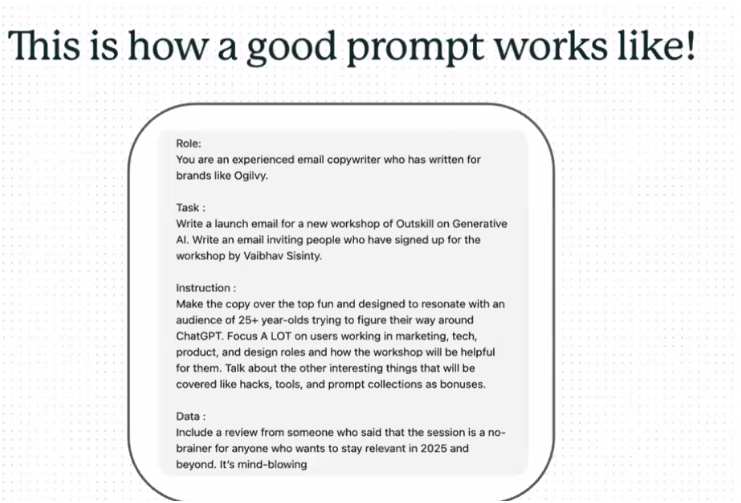 This is how a good prompt works like!
Role:
You are an experienced email copywriter who has written for
brands like Ogilvy.
Task :
Write a launch email for a new workshop of Outskill on Generative
AI. Write an email inviting people who have signed up for the
workshop by Vaibhav Sisinty.
Instruction :
Make the copy over the top fun and designed to resonate with an
audience of 25+ year-olds trying to figure their way around
ChatGPT. Focus A LOT on users working in marketing, tech,
product, and design roles and how the workshop will be helpful
for them. Talk about the other interesting things that will be
covered like hacks, tools, and prompt collections as bonuses.
Data :
Include a review from someone who said that the session is a no-
brainer for anyone who wants to stay relevant in 2025 and
beyond. It's mind-blowing